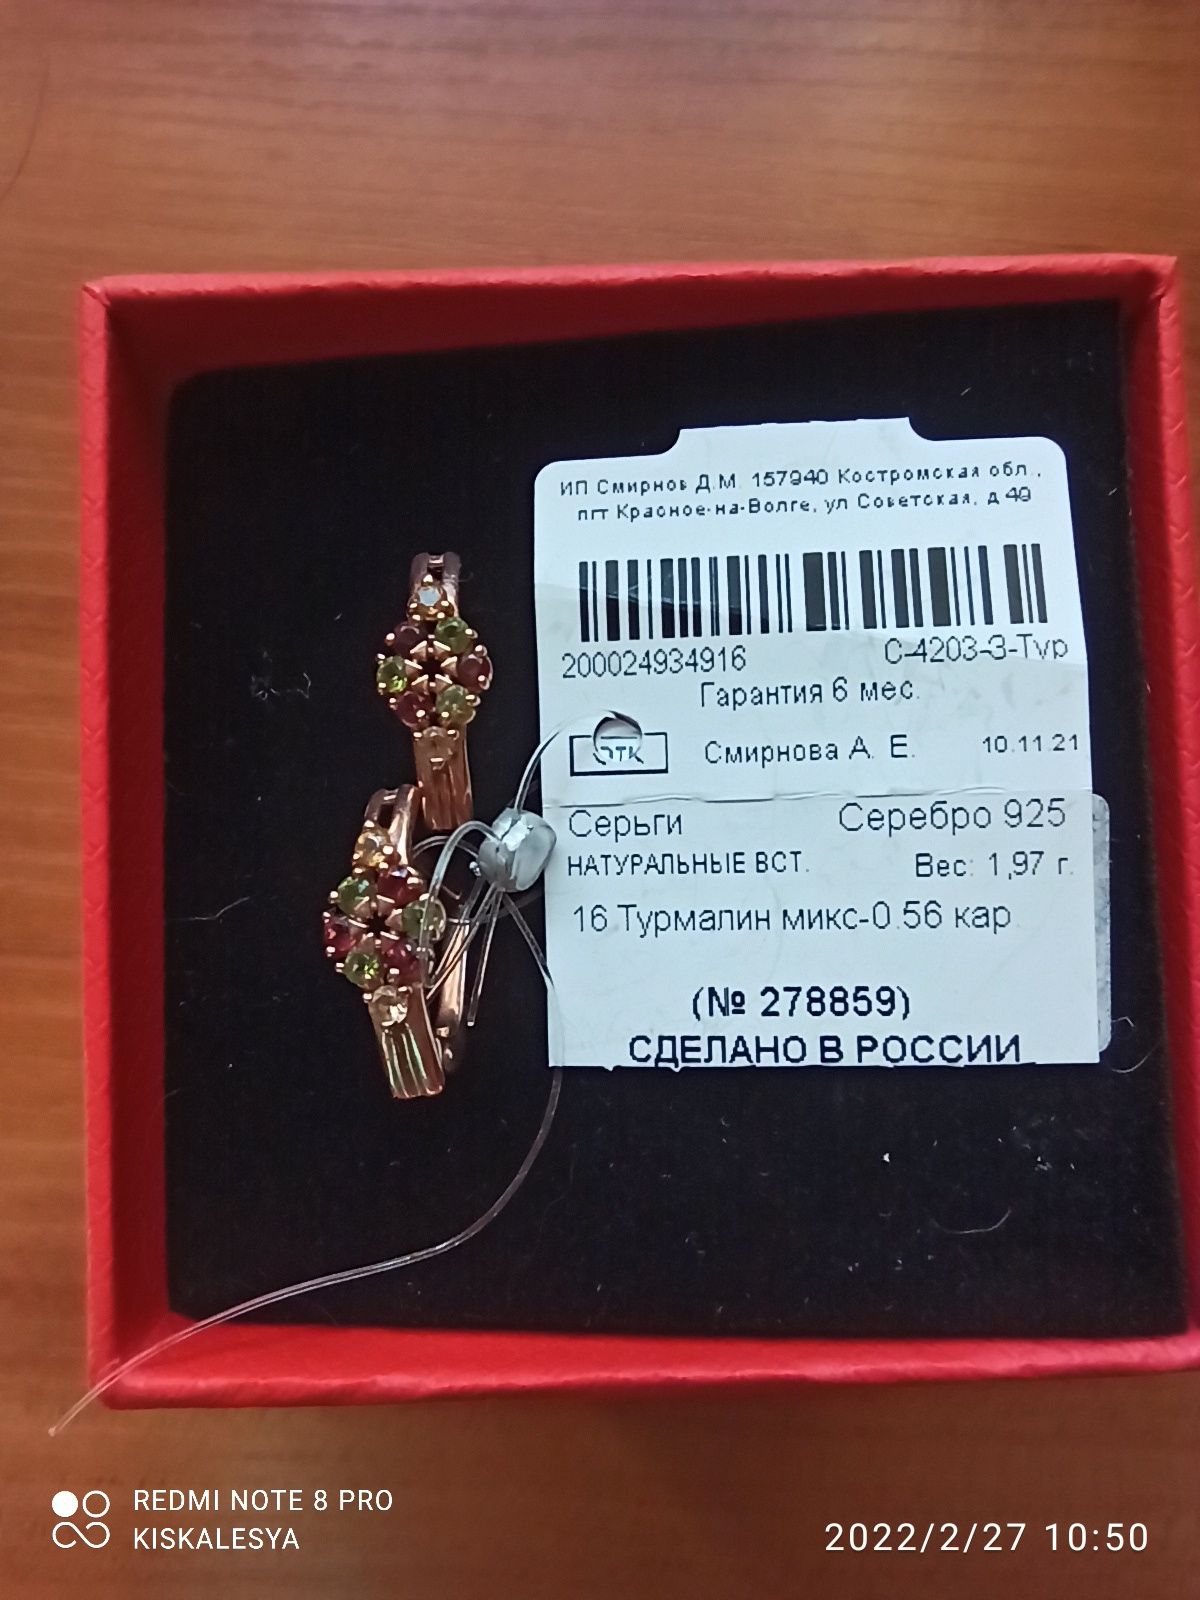 ИП Смирнов Д.М. 157940 Костромская обл.,
пгт Красное-на-Волге, ул Советская, д 49
200024934916 С-4203-З-Тур
Гарантия 6 мес.
ОТК Смирнова А. Е. 10.11.21
Серьги Серебро 925
НАТУРАЛЬНЫЕ ВСТ. Вес: 1,97 г.
16 Турмалин микс-0.56 кар
(№ 278859)
СДЕЛАНО В РОССИИ
REDMI NOTE 8 PRO
KISKALESYA
2022/2/27 10:50